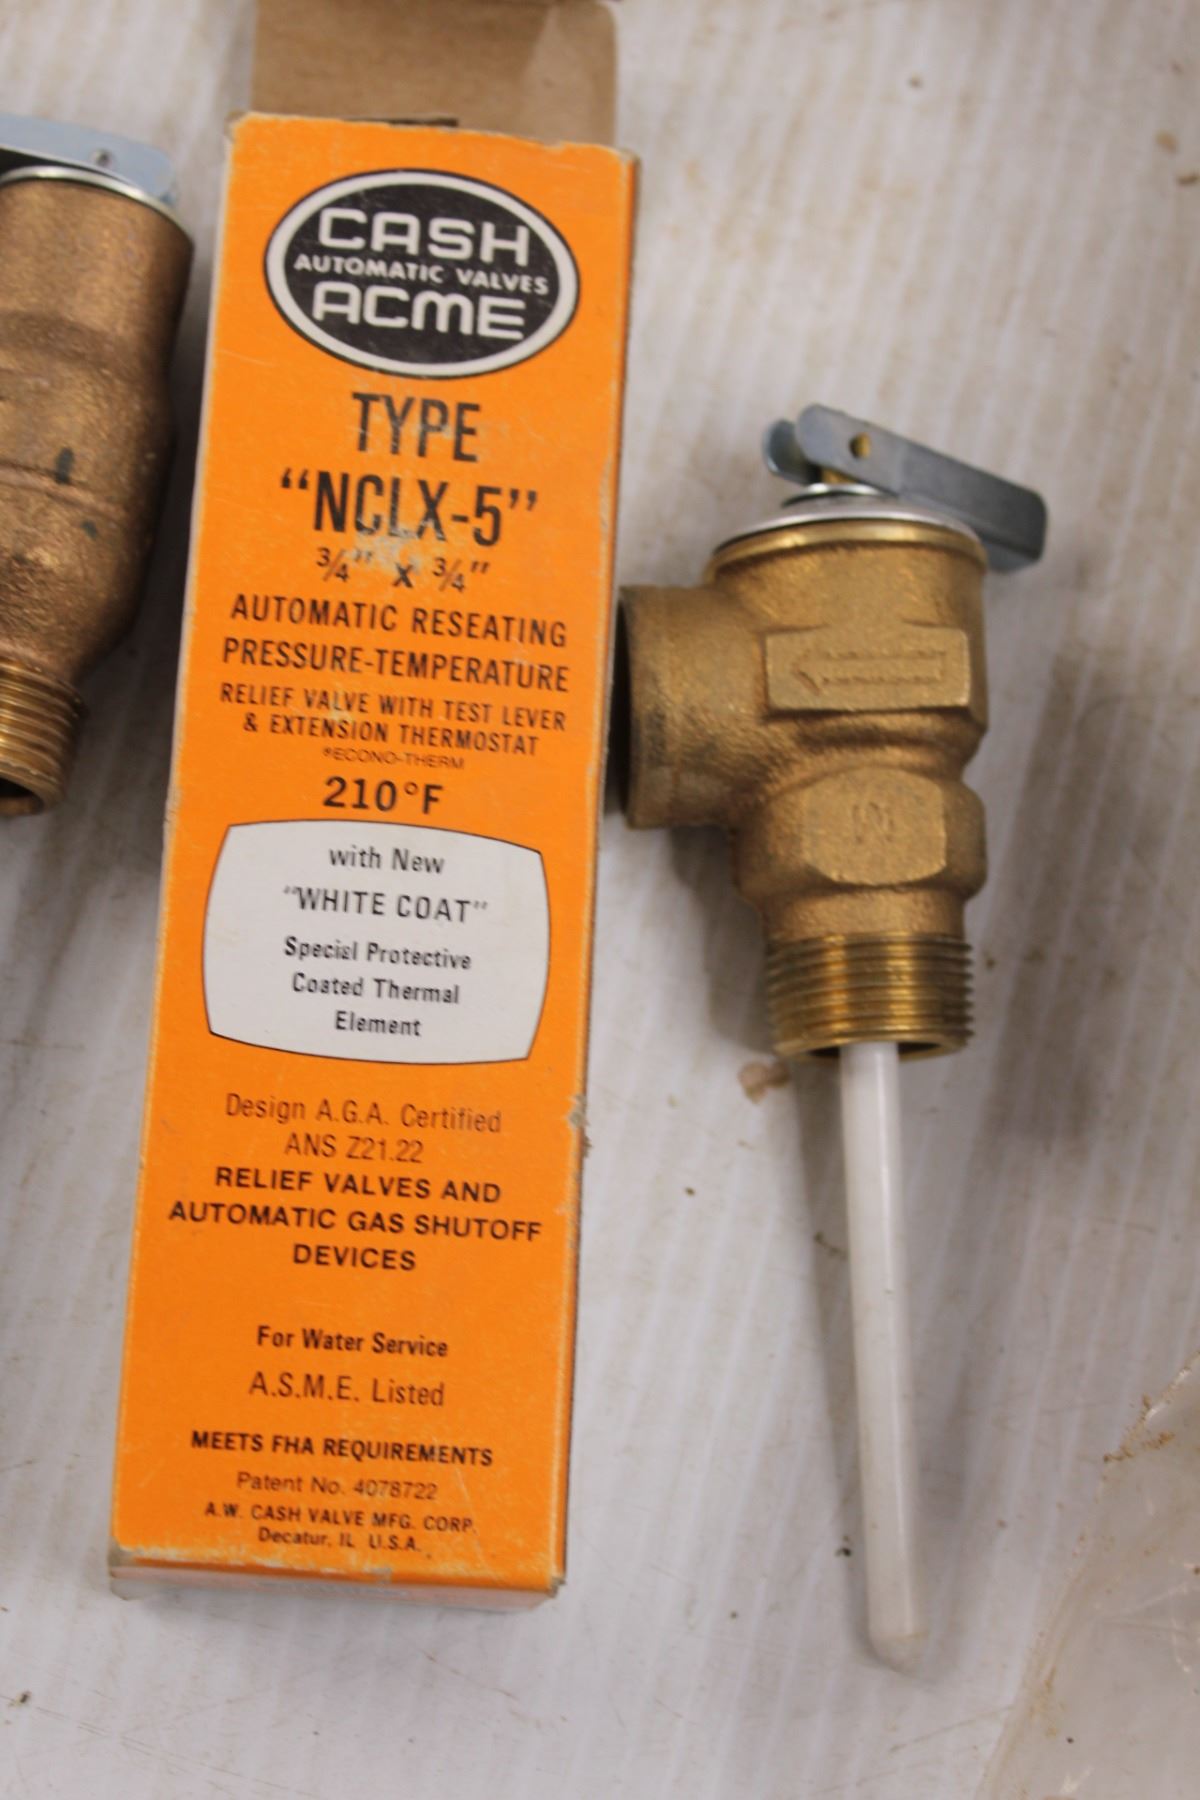 CASH
AUTOMATIC VALVES
ACME
TYPE
"NCLX-5"
3/4" x 3/4"
AUTOMATIC RESEATING
PRESSURE-TEMPERATURE
RELIEF VALVE WITH TEST LEVER
& EXTENSION THERMOSTAT
®ECONO-THERM
210°F
with New
"WHITE COAT"
Special Protective
Coated Thermal
Element
Design A.G.A. Certified
ANS Z21.22
RELIEF VALVES AND
AUTOMATIC GAS SHUTOFF
DEVICES
For Water Service
A.S.M.E. Listed
MEETS FHA REQUIREMENTS
Patent No. 4078722
A.W. CASH VALVE MFG. CORP.
Decatur, IL U.S.A.